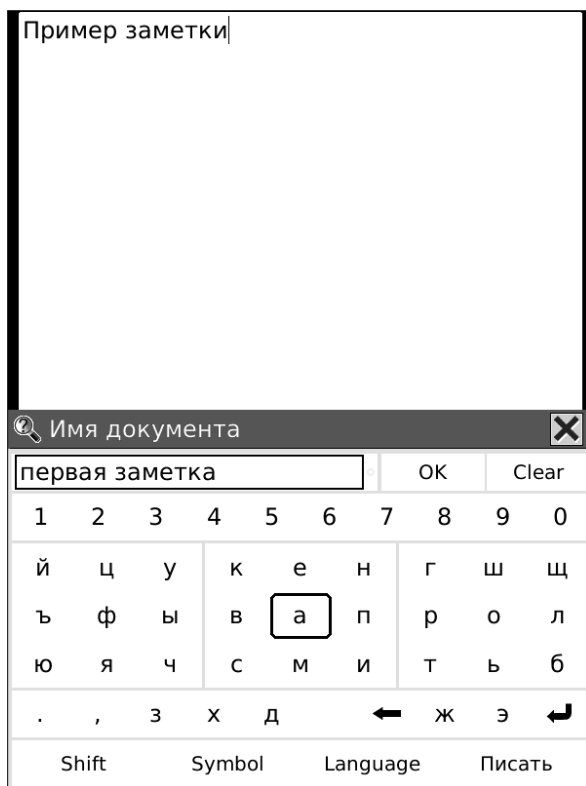 Пример заметки
Имя документа
первая заметка OK Clear
1 2 3 4 5 6 7 8 9 0
й ц у к е н г ш щ
ъ ф ы в а п р о л
ю я ч с м и т ь б
. , з х д ж э
Shift Symbol Language Писать